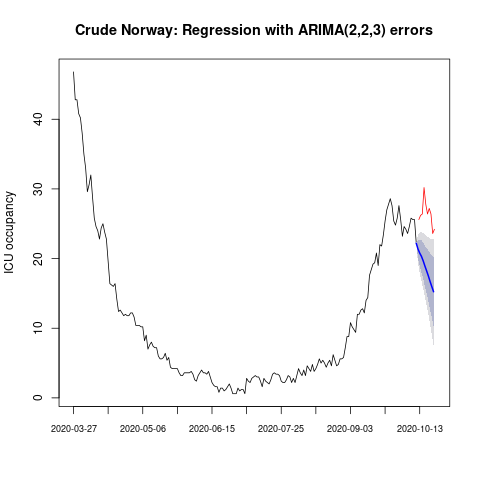 Crude Norway: Regression with ARIMA(2,2,3) errors
ICU occupancy
40
30
20
10
0
2020-03-27 2020-05-06 2020-06-15 2020-07-25 2020-09-03 2020-10-13